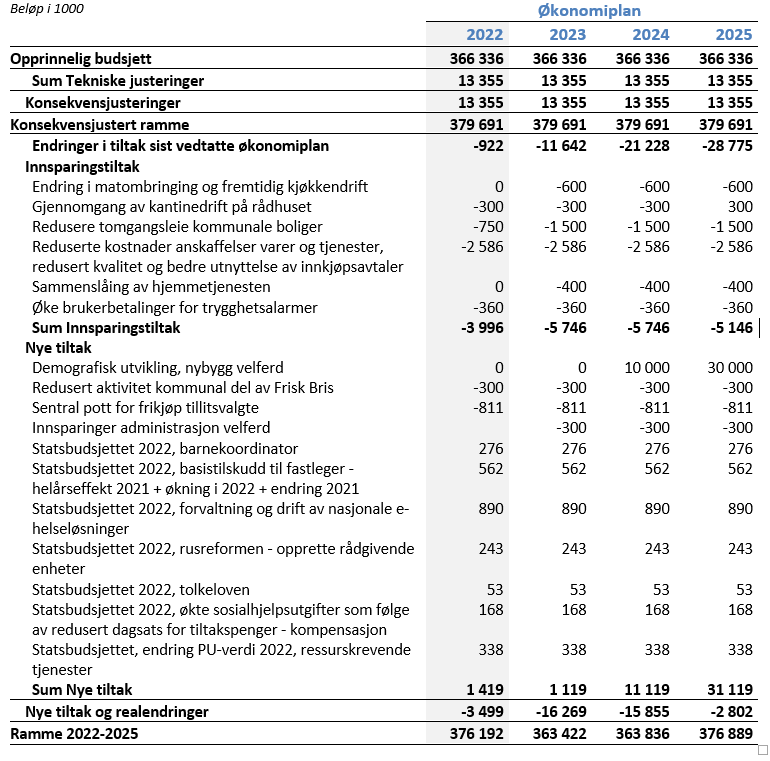 Beløp i 1000 Økonomiplan
2022 2023 2024 2025
Opprinnelig budsjett 366 336 366 336 366 336 366 336
Sum Tekniske justeringer 13 355 13 355 13 355 13 355
Konsekvensjusteringer 13 355 13 355 13 355 13 355
Konsekvensjustert ramme 379 691 379 691 379 691 379 691
Endringer i tiltak sist vedtatte økonomiplan -922 -11 642 -21 228 -28 775
Innsparingstiltak
Endring i matombringing og fremtidig kjøkkendrift 0 -600 -600 -600
Gjennomgang av kantinedrift på rådhuset -300 -300 -300 300
Redusere tomgangsleie kommunale boliger -750 -1 500 -1 500 -1 500
Reduserte kostnader anskaffelser varer og tjenester, -2 586 -2 586 -2 586 -2 586
redusert kvalitet og bedre utnyttelse av innkjøpsavtaler
Sammenslåing av hjemmetjenesten 0 -400 -400 -400
Øke brukerbetalinger for trygghetsalarmer -360 -360 -360 -360
Sum Innsparingstiltak -3 996 -5 746 -5 746 -5 146
Nye tiltak
Demografisk utvikling, nybygg velferd 0 0 10 000 30 000
Redusert aktivitet kommunal del av Frisk Bris -300 -300 -300 -300
Sentral pott for frikjøp tillitsvalgte -811 -811 -811 -811
Innsparinger administrasjon velferd -300 -300 -300
Statsbudsjettet 2022, barnekoordinator 276 276 276 276
Statsbudsjettet 2022, basistilskudd til fastleger - 562 562 562 562
helårseffekt 2021 + økning i 2022 + endring 2021
Statsbudsjettet 2022, forvaltning og drift av nasjonale e- 890 890 890 890
helseløsninger
Statsbudsjettet 2022, rusreformen - opprette rådgivende 243 243 243 243
enheter
Statsbudsjettet 2022, tolkeloven 53 53 53 53
Statsbudsjettet 2022, økte sosialhjelpsutgifter som følge 168 168 168 168
av redusert dagsats for tiltakspenger - kompensasjon
Statsbudsjettet, endring PU-verdi 2022, ressurskrevende 338 338 338 338
tjenester
Sum Nye tiltak 1 419 1 119 11 119 31 119
Nye tiltak og realendringer -3 499 -16 269 -15 855 -2 802
Ramme 2022-2025 376 192 363 422 363 836 376 889